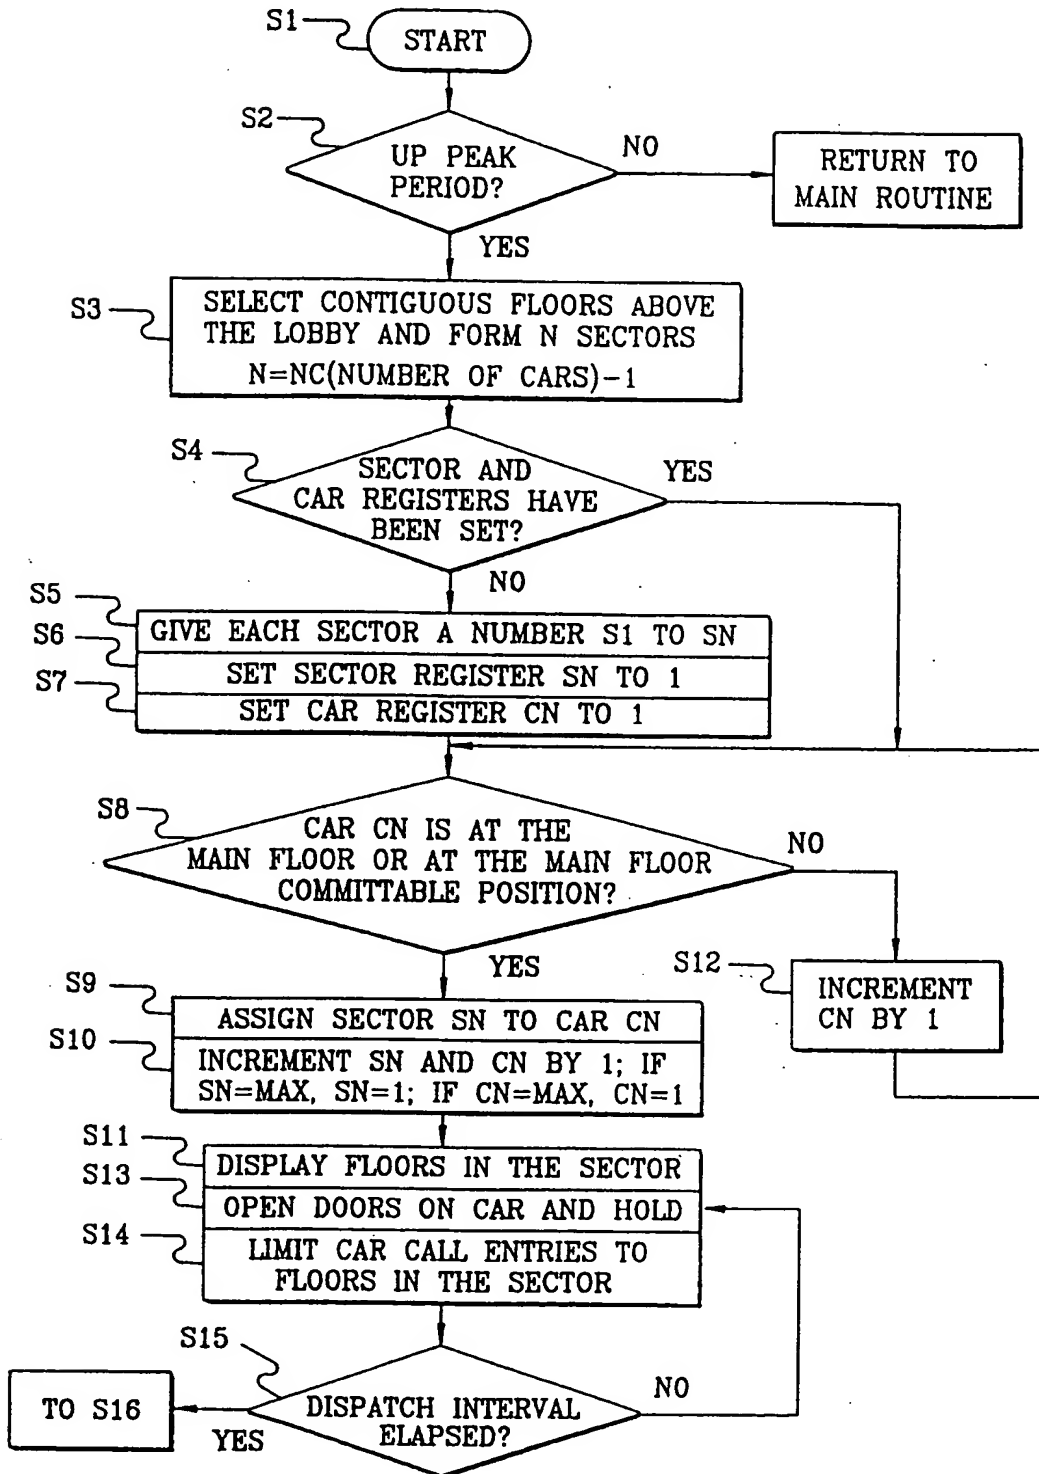 S1
START
S2
UP PEAK
PERIOD?
NO
RETURN TO
MAIN ROUTINE
YES
S3
SELECT CONTIGUOUS FLOORS ABOVE
THE LOBBY AND FORM N SECTORS
N=NC(NUMBER OF CARS)-1
S4
SECTOR AND
CAR REGISTERS HAVE
BEEN SET?
YES
NO
S5
GIVE EACH SECTOR A NUMBER S1 TO SN
S6
SET SECTOR REGISTER SN TO 1
S7
SET CAR REGISTER CN TO 1
S8
CAR CN IS AT THE
MAIN FLOOR OR AT THE MAIN FLOOR
COMMITTABLE POSITION?
NO
YES
S12
INCREMENT
CN BY 1
S9
ASSIGN SECTOR SN TO CAR CN
S10
INCREMENT SN AND CN BY 1; IF
SN=MAX, SN=1; IF CN=MAX, CN=1
S11
DISPLAY FLOORS IN THE SECTOR
S13
OPEN DOORS ON CAR AND HOLD
S14
LIMIT CAR CALL ENTRIES TO
FLOORS IN THE SECTOR
S15
DISPATCH INTERVAL
ELAPSED?
NO
YES
TO S16